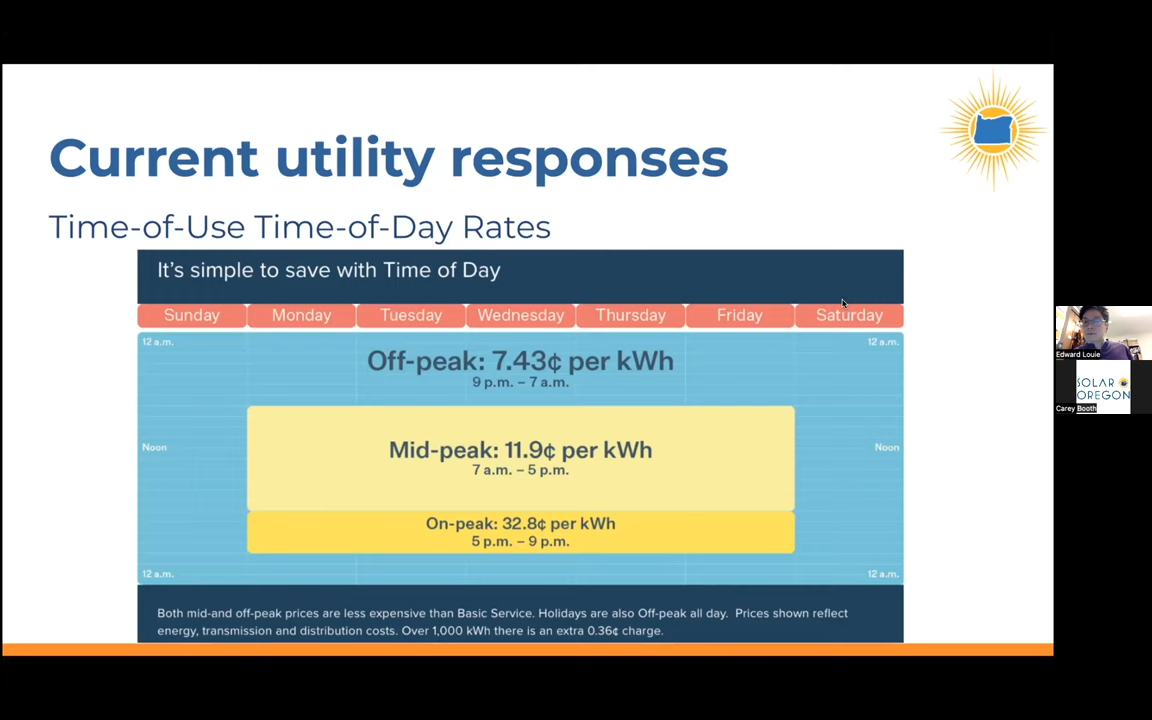 Current utility responses
Time-of-Use Time-of-Day Rates
It's simple to save with Time of Day
Sunday Monday Tuesday Wednesday Thursday Friday Saturday
12 a.m. 12 a.m.
Off-peak: 7.43¢ per kWh
9 p.m. – 7 a.m.
Noon Noon
Mid-peak: 11.9¢ per kWh
7 a.m. – 5 p.m.
On-peak: 32.8¢ per kWh
5 p.m. – 9 p.m.
12 a.m. 12 a.m.
Both mid-and off-peak prices are less expensive than Basic Service. Holidays are also Off-peak all day. Prices shown reflect
energy, transmission and distribution costs. Over 1,000 kWh there is an extra 0.36¢ charge.
Edward Louie
SOLAR
OREGON
Carey Booth